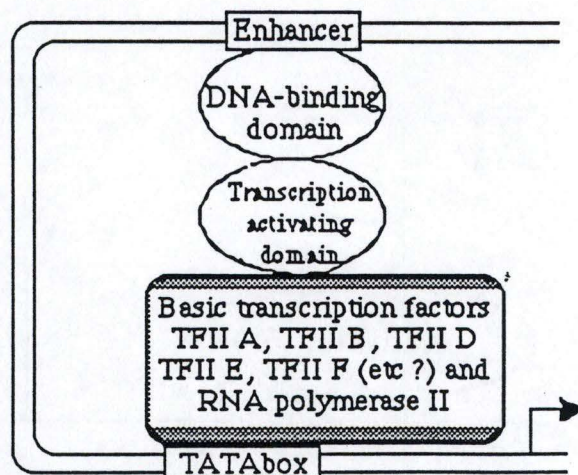 Enhancer
DNA-binding
domain
Transcription
activating
domain
Basic transcription factors
TFII A, TFII B, TFII D
TFII E, TFII F (etc ?) and
RNA polymerase II
TATAbox